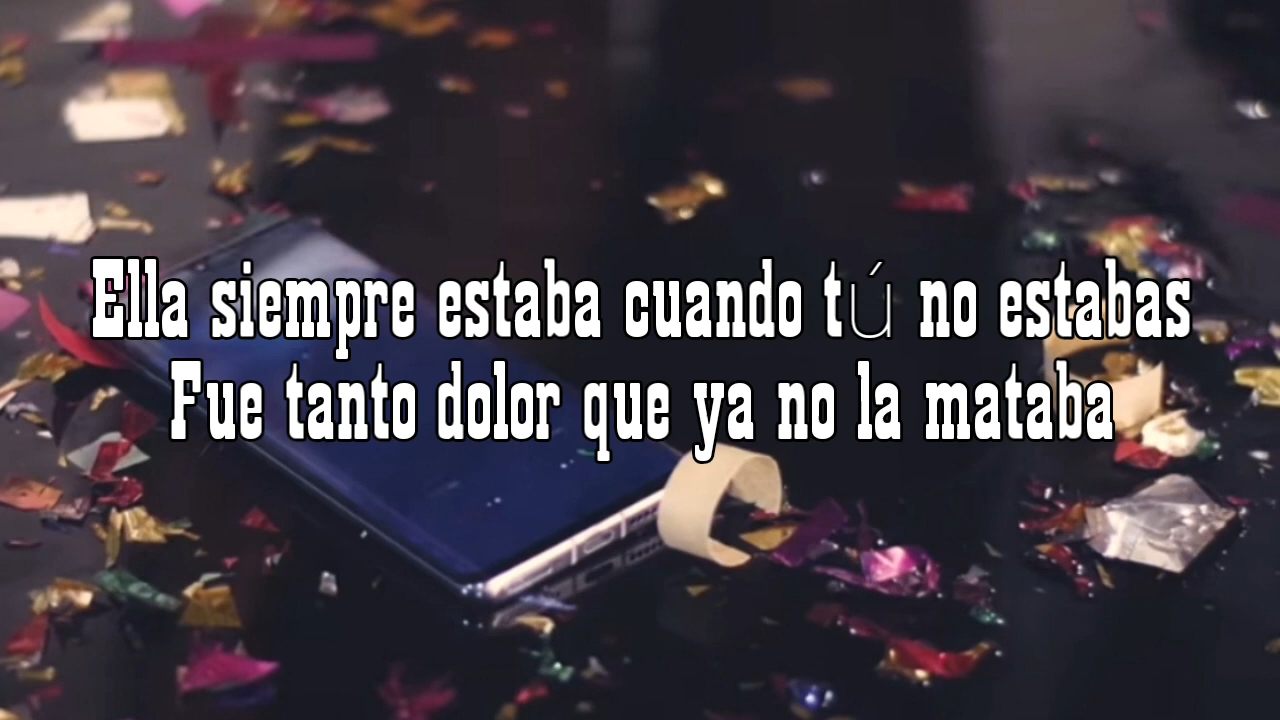 Ella siempre estaba cuando tú no estabas
Fue tanto dolor que ya no la mataba